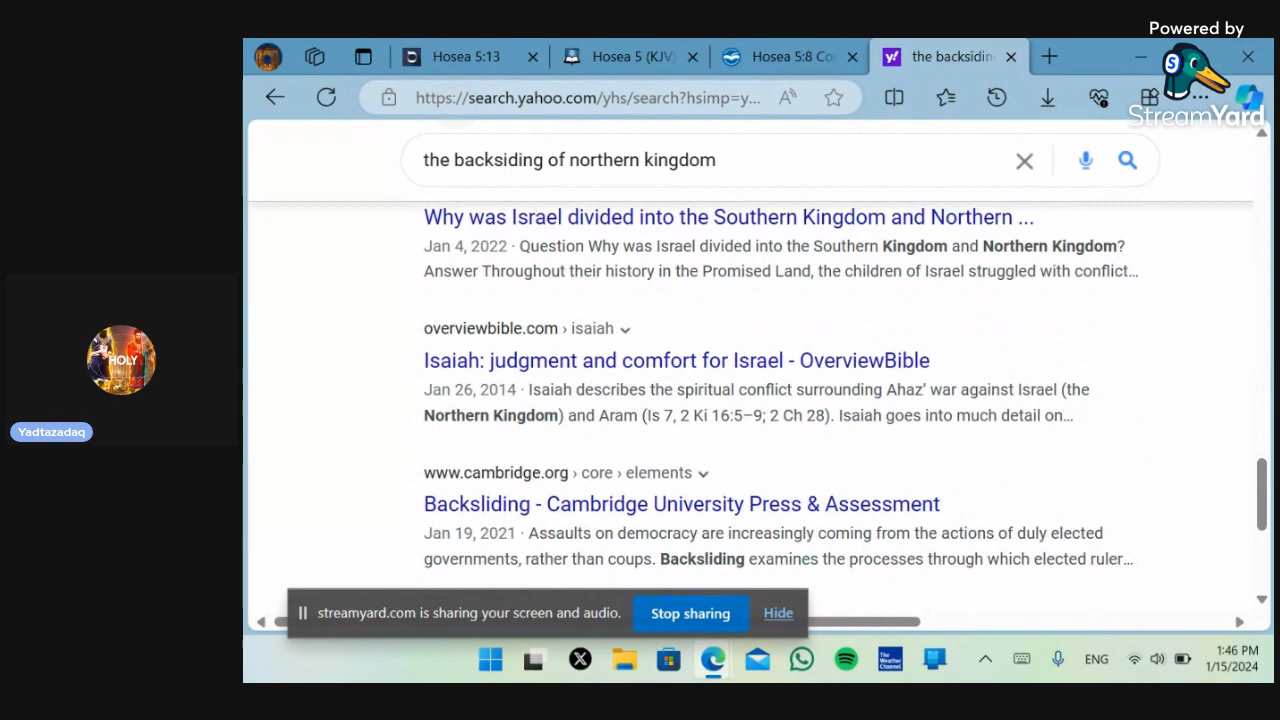 Powered by
StreamYard
Hosea 5:13
Hosea 5 (KJV)
Hosea 5:8 Co
the backsidin
https://search.yahoo.com/yhs/search?hsimp=y...
the backsiding of northern kingdom
Why was Israel divided into the Southern Kingdom and Northern ...
Jan 4, 2022 · Question Why was Israel divided into the Southern Kingdom and Northern Kingdom?
Answer Throughout their history in the Promised Land, the children of Israel struggled with conflict...
overviewbible.com › isaiah
Isaiah: judgment and comfort for Israel - OverviewBible
Jan 26, 2014 · Isaiah describes the spiritual conflict surrounding Ahaz’ war against Israel (the
Northern Kingdom) and Aram (Is 7, 2 Ki 16:5–9; 2 Ch 28). Isaiah goes into much detail on...
HOLY
Yadtazadaq
www.cambridge.org › core › elements
Backsliding - Cambridge University Press & Assessment
Jan 19, 2021 · Assaults on democracy are increasingly coming from the actions of duly elected
governments, rather than coups. Backsliding examines the processes through which elected ruler...
streamyard.com is sharing your screen and audio.
Stop sharing
Hide
The Weather Channel
ENG
1:46 PM
1/15/2024